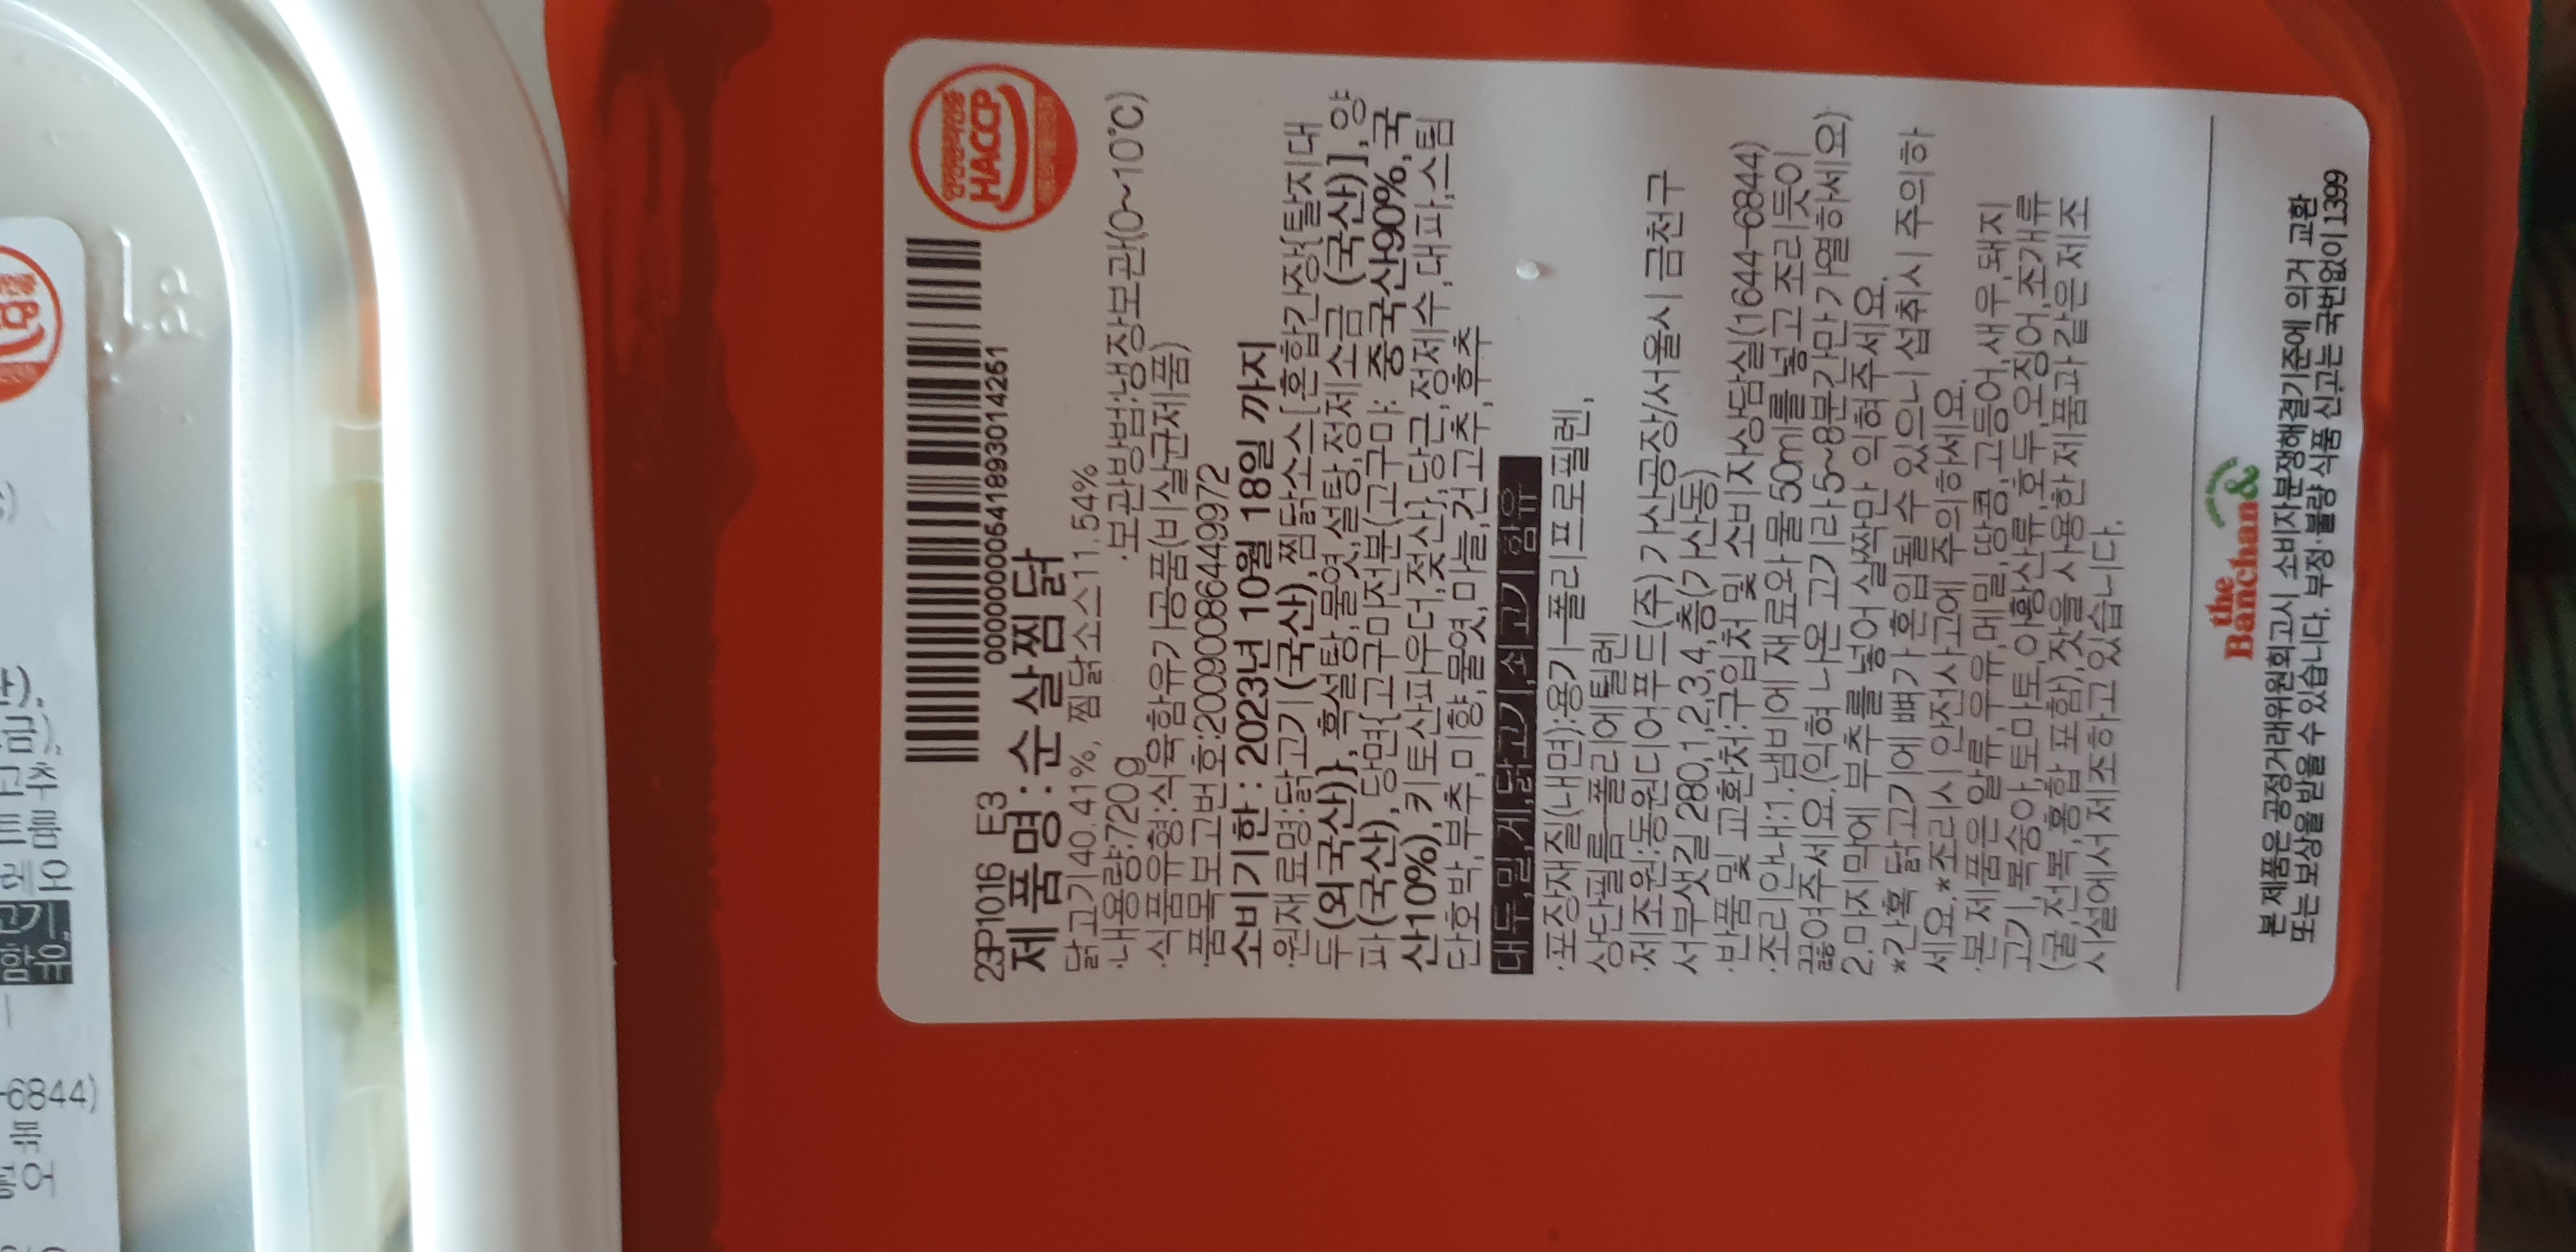 HACCP
0000000054189301425​1
23P1016 E3
제품명:순살찜닭
닭고기40.41%, 찜닭소스11.54%
·내용량:720g ·보관방법:냉장보관(0~10℃)
·식품유형:식육함유가공품(비살균제품)
·품목보고번호:20090086449972
소비기한 : 2023년 10월 18일 까지
·원재료명:닭고기(국산),찜닭소스[혼합간장{탈지대
두(외국산)},흑설탕,물엿,설탕,정제소금 (국산)],양
파(국산),당면{고구마전분(고구마: 중국산90%,국
산10%),키토산파우더,젖산},당근,정제수,대파,스팀
단호박,부추,미향,물엿,마늘,건고추,후추
대두,밀,게,닭고기,쇠고기 함유
·포장재질(내면):용기-폴리프로필렌,
상단필름-폴리에틸렌
·제조원:동원디어푸드(주) 가산공장/서울시 금천구
서부샛길 280,1,2,3,4,층(가산동)
·반품 및 교환처:구입처 및 소비자상담실(1644-6844)
·조리안내:1.냄비에 재료와 물 50ml를 넣고 조리듯이
끓여주세요.(익혀 나온 고기라 5~8분간만 가열하세요)
2.마지막에 부추를 넣어 살짝만 익혀주세요.
*간혹 닭고기에 뼈가 혼입될 수 있으니 섭취시 주의하
세요.*조리시 안전사고에 주의하세요.
·본 제품은 알류,우유,메밀,땅콩,고등어,새우,돼지
고기,복숭아,토마토,아황산류,호두,오징어,조개류
(굴,전복,홍합 포함),잣을 사용한 제품과 같은 제조
시설에서 제조하고 있습니다.
the
Banchan&
본 제품은 공정거래위원회고시 소비자분쟁해결기준에 의거 교환
또는 보상을 받을 수 있습니다. 부정·불량 식품 신고는 국번없이 1399
PP
고기
함유
-6844)